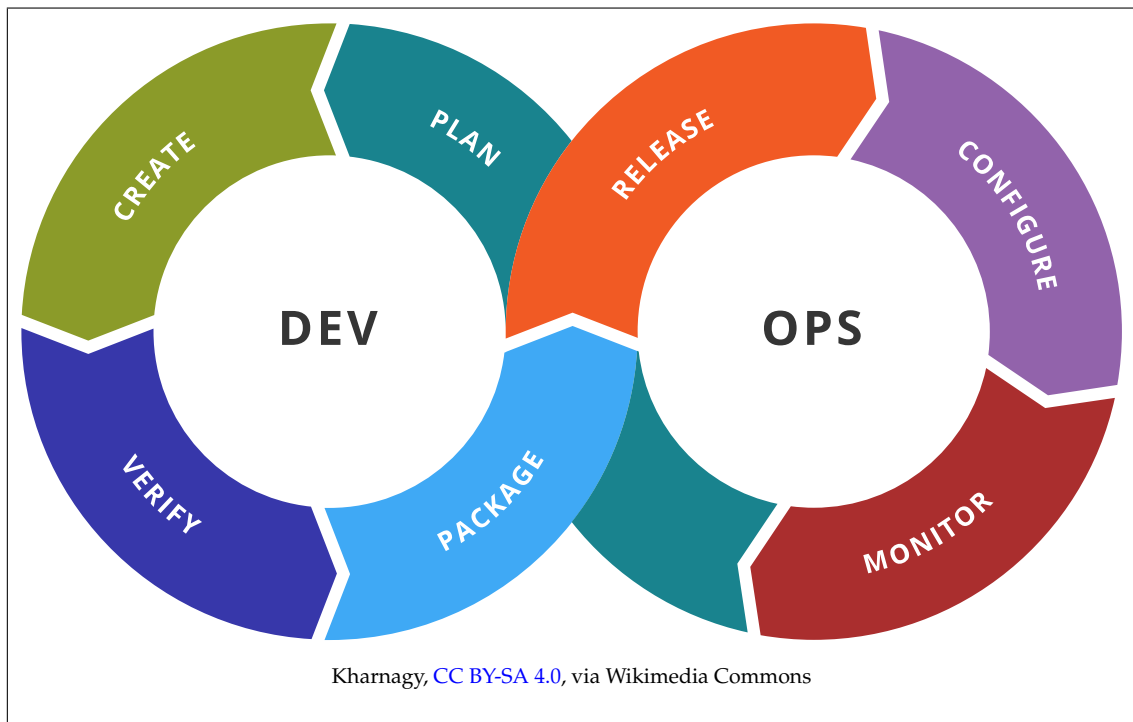 PLAN
CREATE
RELEASE
CONFIGURE
DEV
OPS
VERIFY
PACKAGE
MONITOR
Kharnagy, CC BY-SA 4.0, via Wikimedia Commons